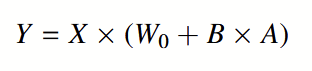 Y = X × (W₀ + B × A)